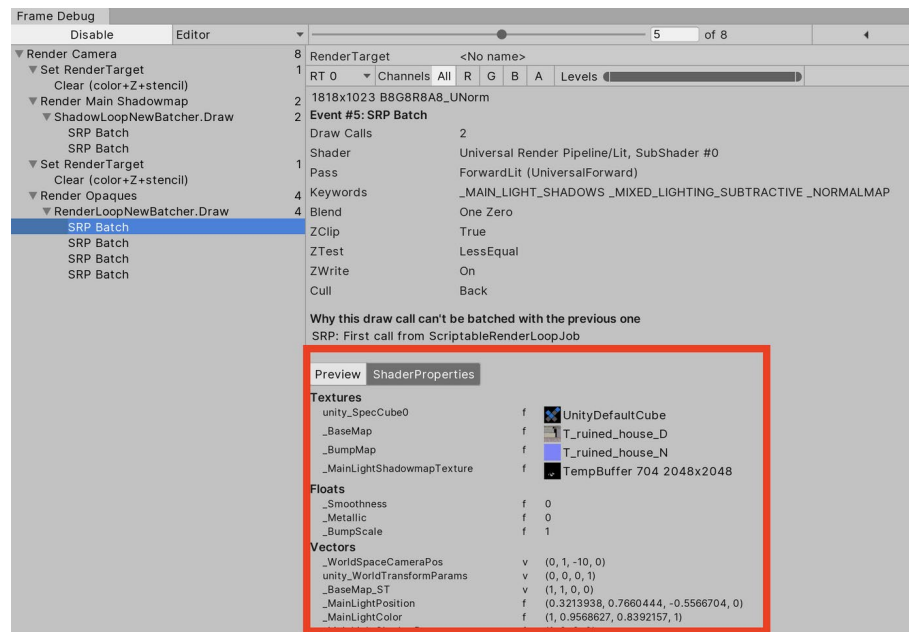 Frame Debug
Disable Editor 5 of 8
Render Camera 8
Set RenderTarget 1
Clear (color+Z+stencil)
Render Main Shadowmap 2
ShadowLoopNewBatcher.Draw 2
SRP Batch
SRP Batch
Set RenderTarget 1
Clear (color+Z+stencil)
Render Opaques 4
RenderLoopNewBatcher.Draw 4
SRP Batch
SRP Batch
SRP Batch
SRP Batch
RenderTarget <No name>
RT 0 Channels All R G B A Levels
1818x1023 B8G8R8A8_UNorm
Event #5: SRP Batch
Draw Calls 2
Shader Universal Render Pipeline/Lit, SubShader #0
Pass ForwardLit (UniversalForward)
Keywords _MAIN_LIGHT_SHADOWS _MIXED_LIGHTING_SUBTRACTIVE _NORMALMAP
Blend One Zero
ZClip True
ZTest LessEqual
ZWrite On
Cull Back
Why this draw call can't be batched with the previous one
SRP: First call from ScriptableRenderLoopJob
Preview ShaderProperties
Textures
unity_SpecCube0 f UnityDefaultCube
_BaseMap f T_ruined_house_D
_BumpMap f T_ruined_house_N
_MainLightShadowmapTexture f TempBuffer 704 2048x2048
Floats
_Smoothness f 0
_Metallic f 0
_BumpScale f 1
Vectors
_WorldSpaceCameraPos v (0, 1, -10, 0)
unity_WorldTransformParams v (0, 0, 0, 1)
_BaseMap_ST v (1, 1, 0, 0)
_MainLightPosition f (0.3213938, 0.7660444, -0.5566704, 0)
_MainLightColor f (1, 0.9568627, 0.8392157, 1)